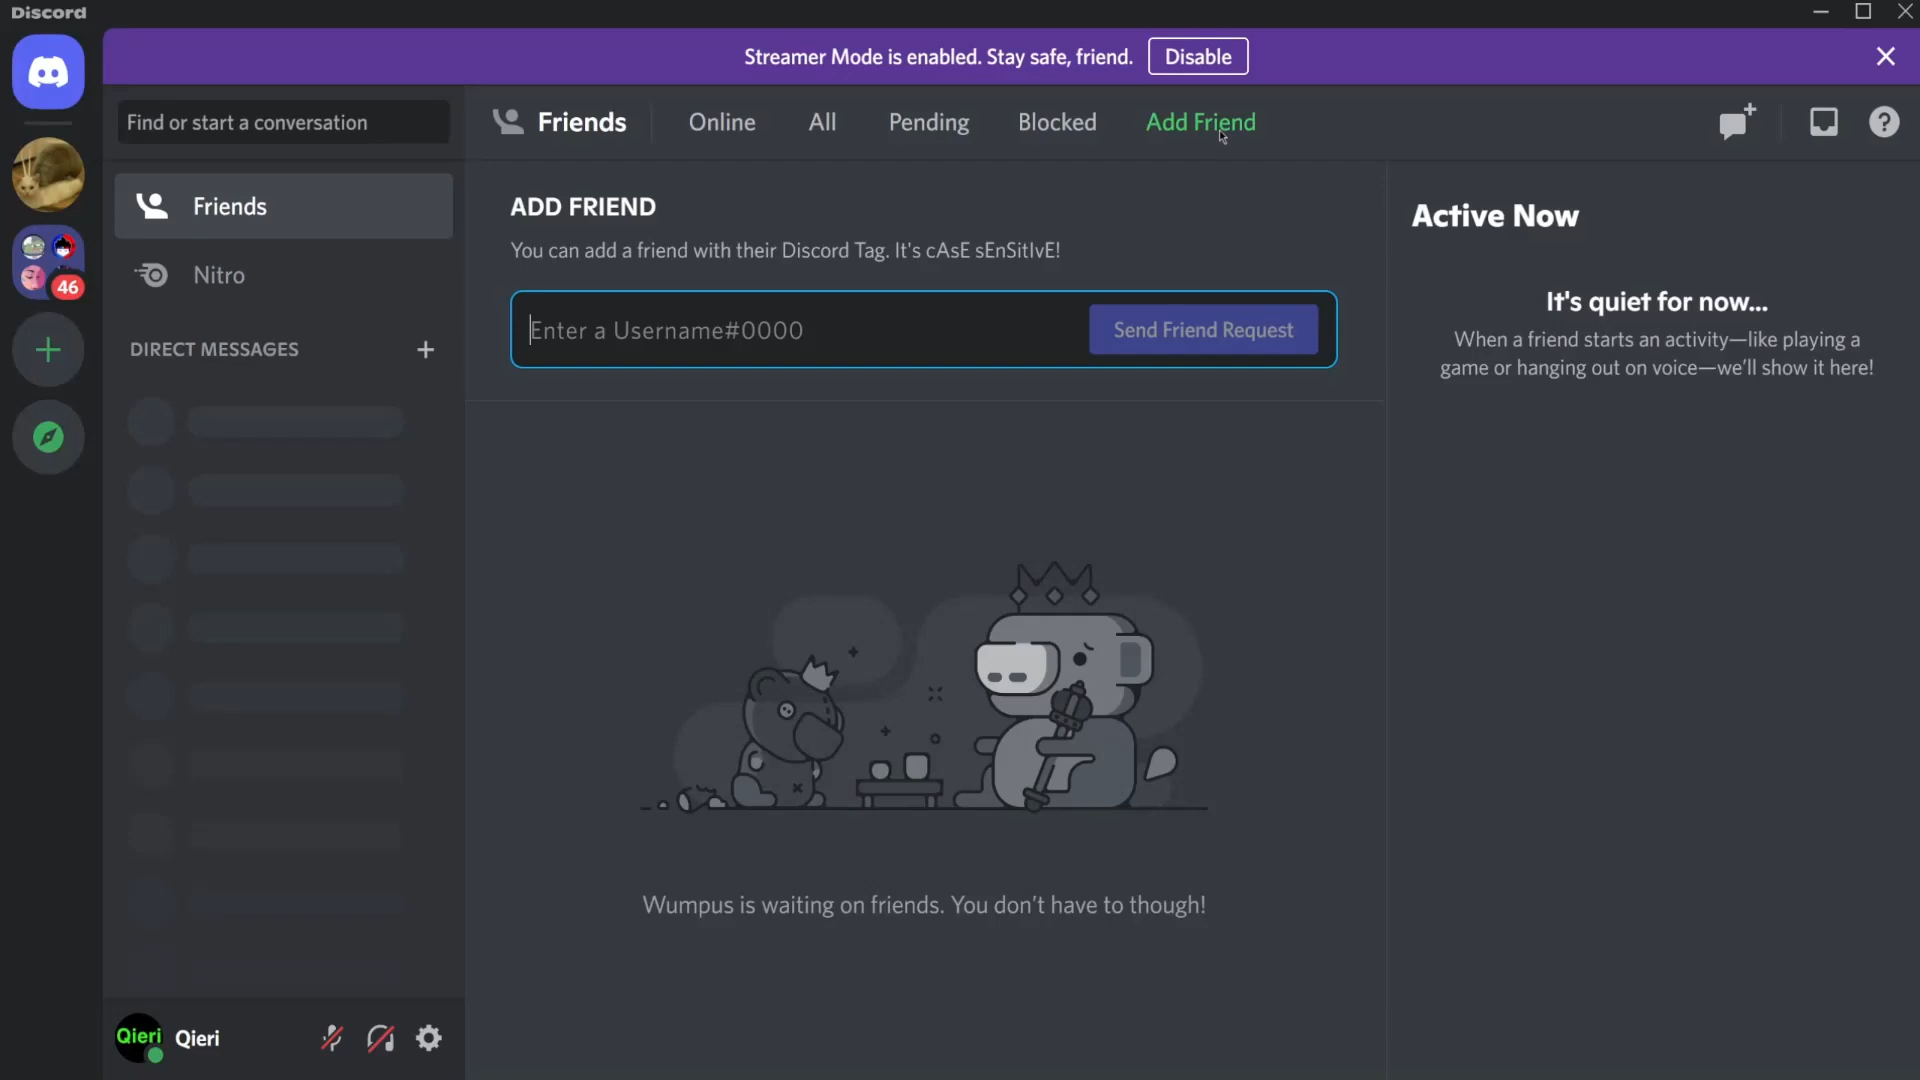 Discord
Streamer Mode is enabled. Stay safe, friend.
Disable
Find or start a conversation
Friends
Online
All
Pending
Blocked
Add Friend
Friends
Nitro
46
DIRECT MESSAGES
ADD FRIEND
You can add a friend with their Discord Tag. It's cAsE sEnSitIvE!
Enter a Username#0000
Send Friend Request
Wumpus is waiting on friends. You don't have to though!
Active Now
It's quiet for now...
When a friend starts an activity—like playing a
game or hanging out on voice—we'll show it here!
Qieri
Qieri